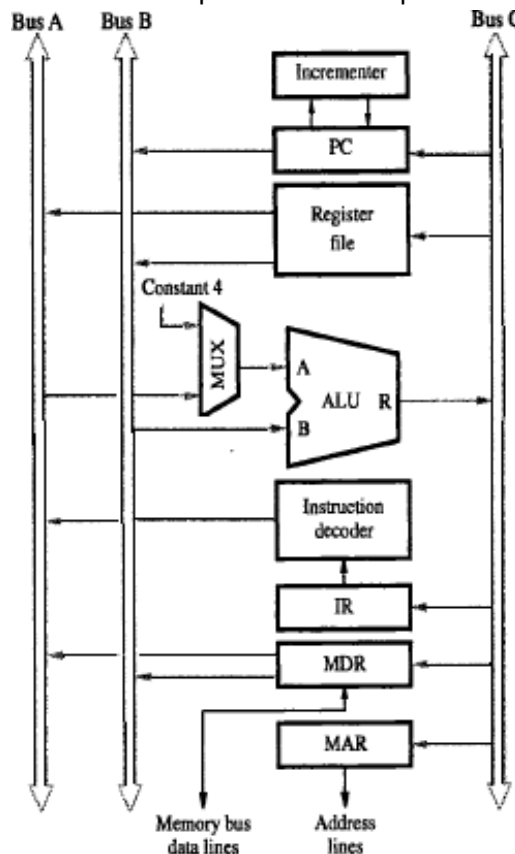 Bus A Bus B Bus C
Incrementer
PC
Register
file
Constant 4
MUX
A
ALU R
B
Instruction
decoder
IR
MDR
MAR
Memory bus
data lines
Address
lines